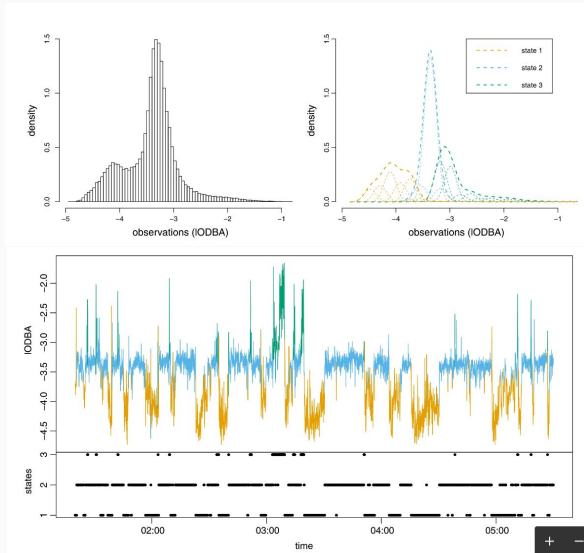 1.5
1.0
0.5
0.0
density
-5 -4 -3 -2 -1
observations (lODBA)
1.5
1.0
0.5
0.0
density
state 1
state 2
state 3
-5 -4 -3 -2 -1
observations (lODBA)
-2.0
-2.5
-3.0
-3.5
-4.0
-4.5
lODBA
3
2
1
states
02:00 03:00 04:00 05:00
time
+ −